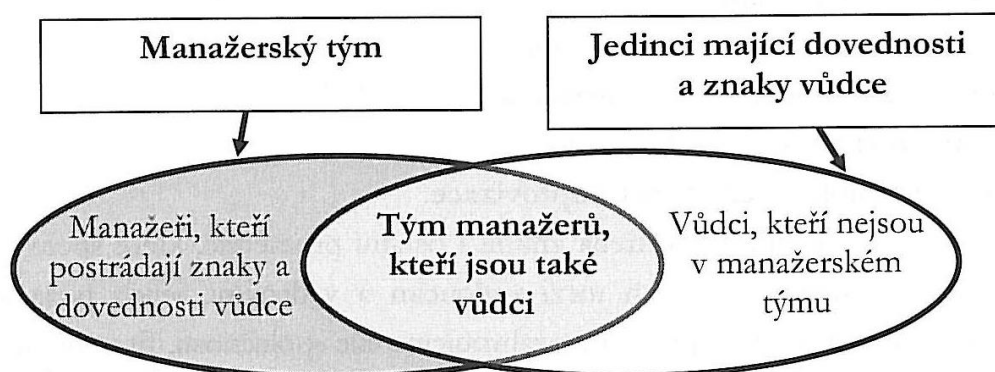 Manažerský tým
Jedinci mající dovednosti
a znaky vůdce
Manažeři, kteří
postrádají znaky a
dovednosti vůdce
Tým manažerů,
kteří jsou také
vůdci
Vůdci, kteří nejsou
v manažerském
týmu